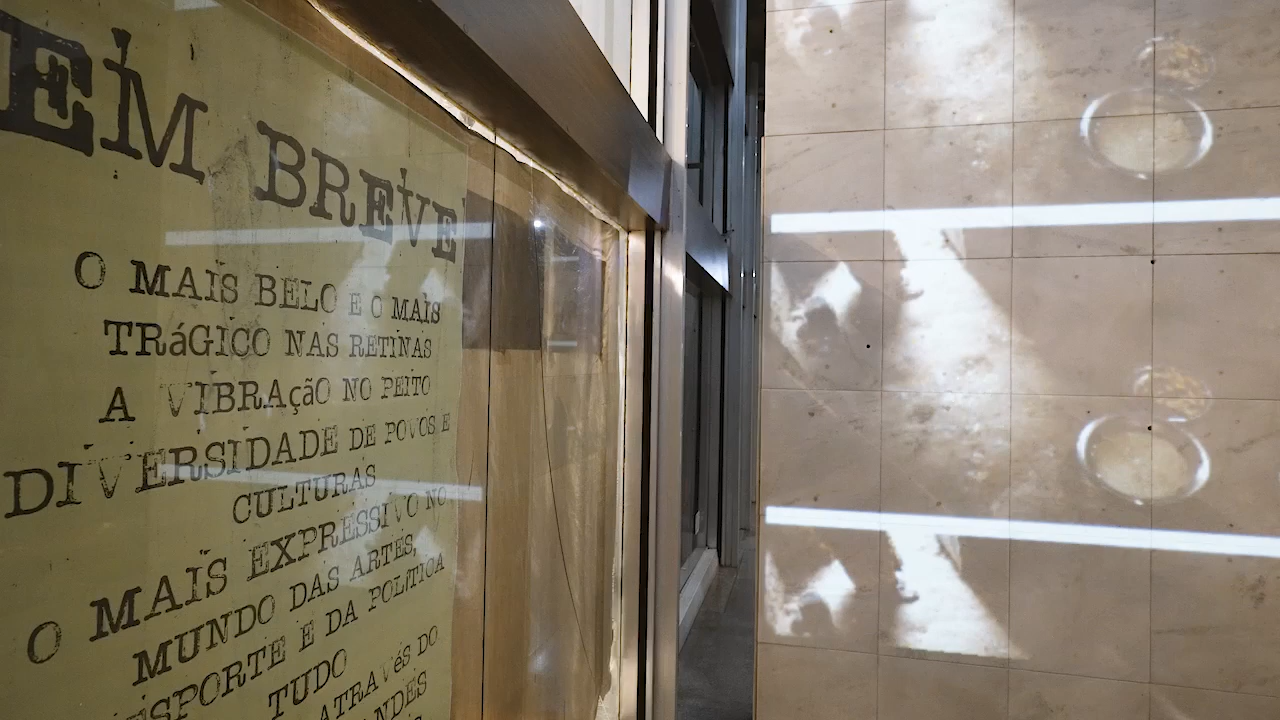 EM BREVE
O MAIS BELO E O MAIS
TRáGICO NAS RETINAS
A VIBRAçãO NO PEITO
DIVERSIDADE DE POVOS E
CULTURAS
O MAIS EXPRESSIVO NO
MUNDO DAS ARTES,
ESPORTE E DA POLÍTICA
TUDO
ATRAVéS DO